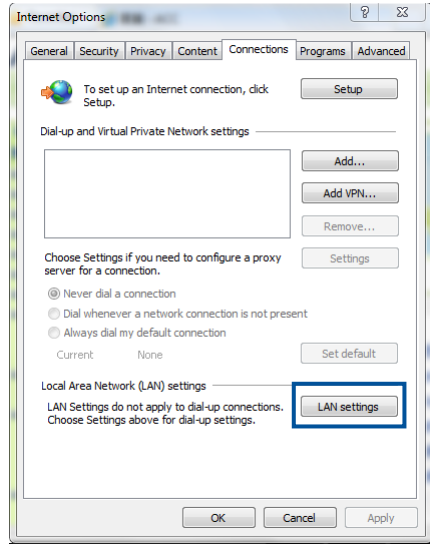 Internet Options
General Security Privacy Content Connections Programs Advanced
To set up an Internet connection, click
Setup.
Setup
Dial-up and Virtual Private Network settings
Add...
Add VPN...
Remove...
Choose Settings if you need to configure a proxy
server for a connection.
Settings
Never dial a connection
Dial whenever a network connection is not present
Always dial my default connection
Current None
Set default
Local Area Network (LAN) settings
LAN Settings do not apply to dial-up connections.
Choose Settings above for dial-up settings.
LAN settings
OK Cancel Apply